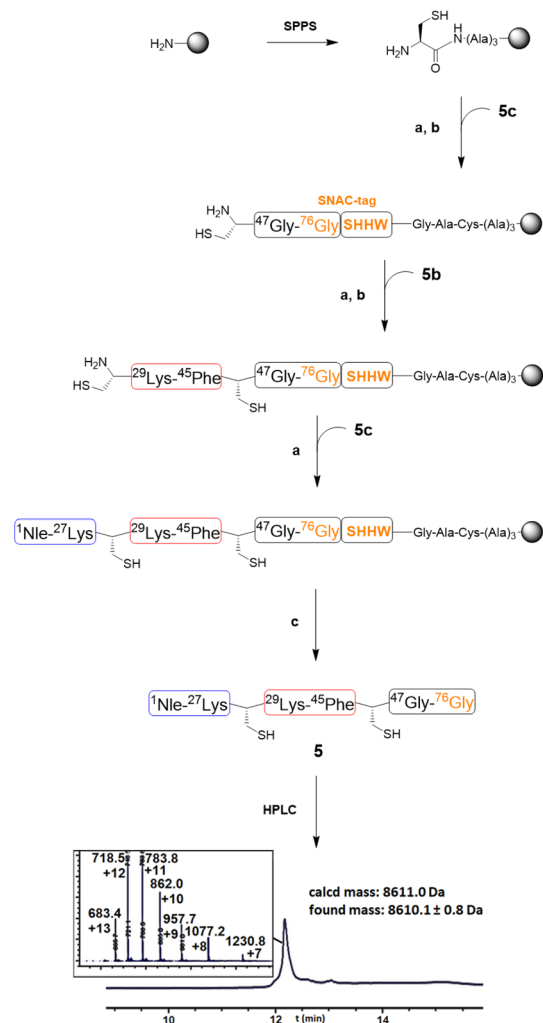 SPPS
H₂N
SH
H₂N
O
H
N-(Ala)₃
a, b
5c
SNAC-tag
H₂N
HS
⁴⁷Gly-⁷⁶Gly SHHW Gly-Ala-Cys-(Ala)₃
a, b
5b
H₂N
HS
²⁹Lys-⁴⁵Phe ⁴⁷Gly-⁷⁶Gly SHHW Gly-Ala-Cys-(Ala)₃
SH
a
5c
¹Nle-²⁷Lys ²⁹Lys-⁴⁵Phe ⁴⁷Gly-⁷⁶Gly SHHW Gly-Ala-Cys-(Ala)₃
SH SH
c
¹Nle-²⁷Lys ²⁹Lys-⁴⁵Phe ⁴⁷Gly-⁷⁶Gly
SH SH
5
HPLC
718.5 783.8
+12 +11
862.0
+10
683.4
+13
957.7
+9
1077.2
+8
1230.8
+7
calcd mass: 8611.0 Da
found mass: 8610.1 ± 0.8 Da
10 12 14
t (min)